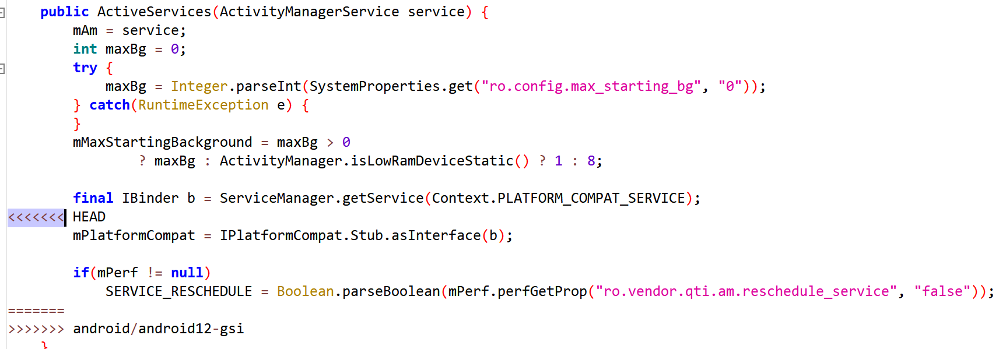 public ActiveServices(ActivityManagerService service) {
mAm = service;
int maxBg = 0;
try {
maxBg = Integer.parseInt(SystemProperties.get("ro.config.max_starting_bg", "0"));
} catch(RuntimeException e) {
}
mMaxStartingBackground = maxBg > 0
? maxBg : ActivityManager.isLowRamDeviceStatic() ? 1 : 8;
final IBinder b = ServiceManager.getService(Context.PLATFORM_COMPAT_SERVICE);
<<<<<<< HEAD
mPlatformCompat = IPlatformCompat.Stub.asInterface(b);
if(mPerf != null)
SERVICE_RESCHEDULE = Boolean.parseBoolean(mPerf.perfGetProp("ro.vendor.qti.am.reschedule_service", "false"));
=======
>>>>>>> android/android12-gsi
}